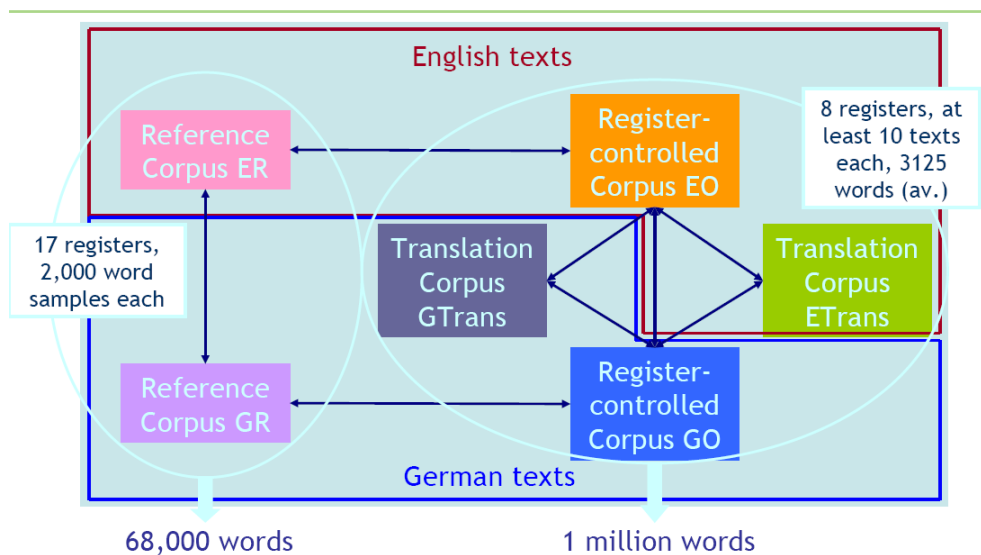 English texts
Reference
Corpus ER
Register-
controlled
Corpus EO
8 registers, at
least 10 texts
each, 3125
words (av.)
17 registers,
2,000 word
samples each
Translation
Corpus
GTrans
Translation
Corpus
ETrans
Reference
Corpus GR
Register-
controlled
Corpus GO
German texts
68,000 words
1 million words